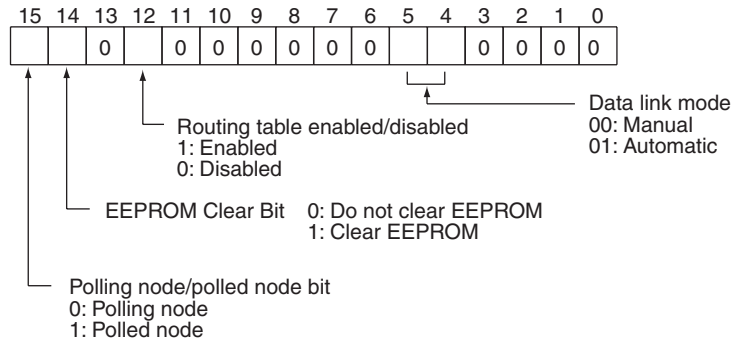 15 14 13 12 11 10 9 8 7 6 5 4 3 2 1 0
0 0 0 0 0 0 0 0 0 0 0
Data link mode
00: Manual
01: Automatic
Routing table enabled/disabled
1: Enabled
0: Disabled
EEPROM Clear Bit 0: Do not clear EEPROM
1: Clear EEPROM
Polling node/polled node bit
0: Polling node
1: Polled node